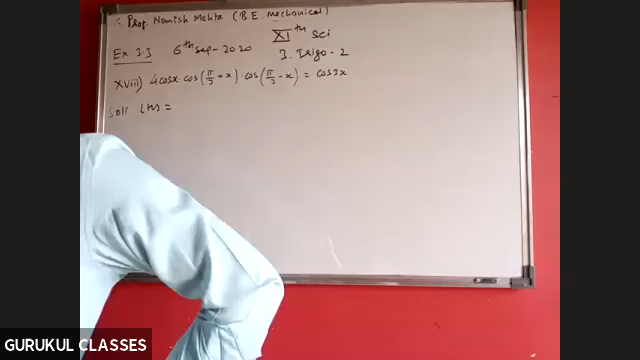 ∴ Prof. Namish Mehta (B.E. Mechanical)
XI th Sci
Ex 3.3 6th Sep-2020 3. Trigo-2
XViii) 4cosx·cos(π/3+x)·cos(π/3-x) = cos3x
Soln LHS =
GURUKUL CLASSES